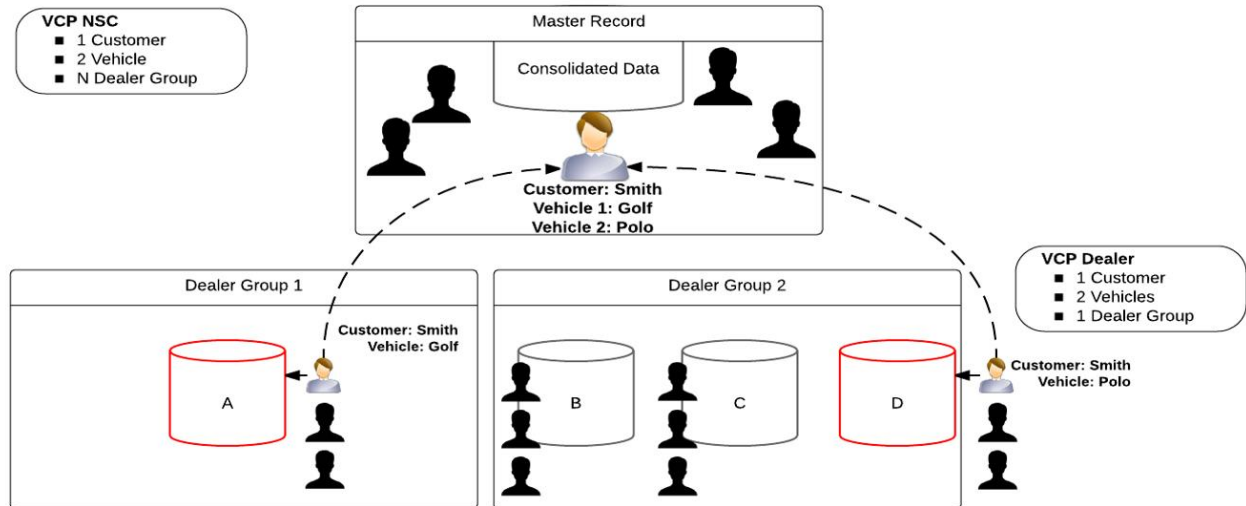 VCP NSC
■ 1 Customer
■ 2 Vehicle
■ N Dealer Group
Master Record
Consolidated Data
Customer: Smith
Vehicle 1: Golf
Vehicle 2: Polo
VCP Dealer
■ 1 Customer
■ 2 Vehicles
■ 1 Dealer Group
Dealer Group 1
Customer: Smith
Vehicle: Golf
A
Dealer Group 2
B
C
D
Customer: Smith
Vehicle: Polo